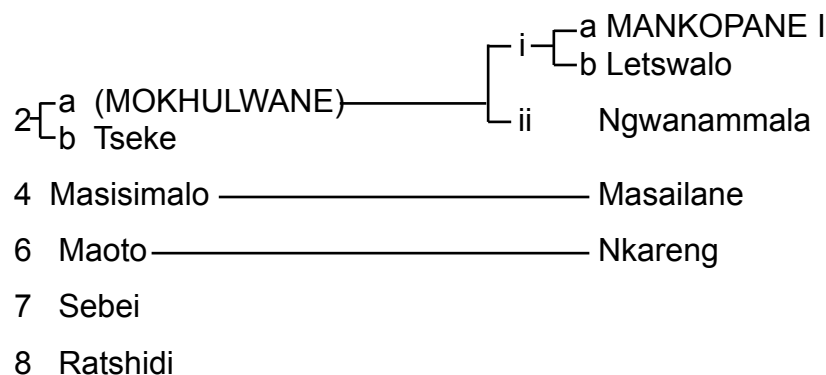 i a MANKOPANE I
b Letswalo
2 a (MOKHULWANE)
b Tseke
ii Ngwanammala
4 Masisimalo Masailane
6 Maoto Nkareng
7 Sebei
8 Ratshidi